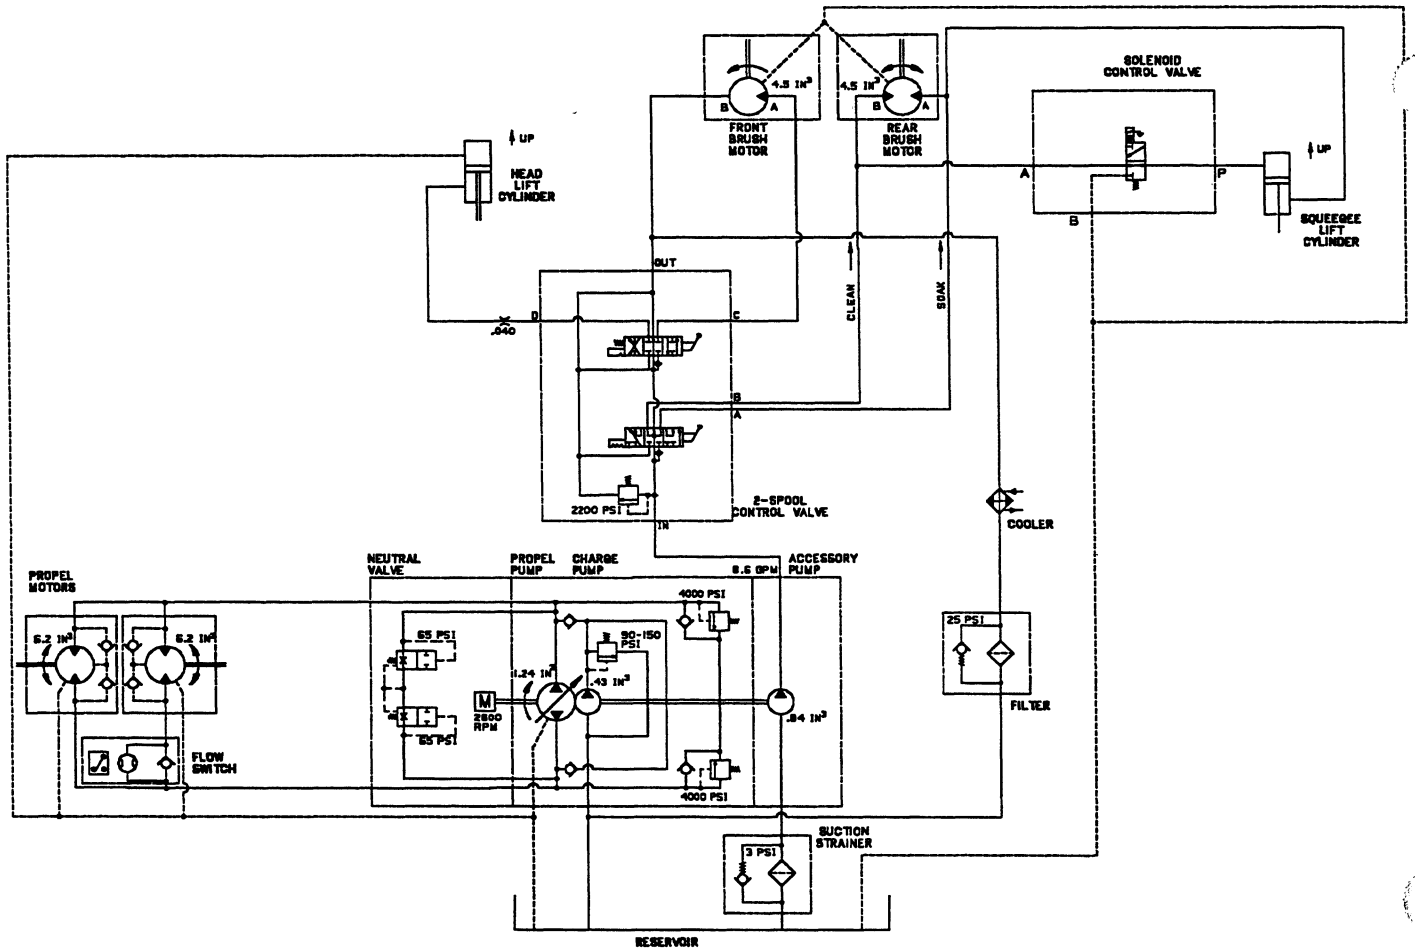 SOLENOID
CONTROL VALVE
4.5 IN³
B
A
FRONT
BRUSH
MOTOR
4.5 IN³
B
A
REAR
BRUSH
MOTOR
UP
HEAD
LIFT
CYLINDER
A
P
B
UP
SQUEEGEE
LIFT
CYLINDER
OUT
D
C
.040
CLEAN
SOAK
B
A
2200 PSI
IN
2-SPOOL
CONTROL VALVE
COOLER
NEUTRAL
VALVE
PROPEL
PUMP
CHARGE
PUMP
8.6 GPM
ACCESSORY
PUMP
PROPEL
MOTORS
6.2 IN³
6.2 IN³
65 PSI
65 PSI
90-150
PSI
4000 PSI
4000 PSI
1.24 IN³
.43 IN³
.84 IN³
M
2600
RPM
25 PSI
FILTER
FLOW
SWITCH
SUCTION
STRAINER
3 PSI
RESERVOIR